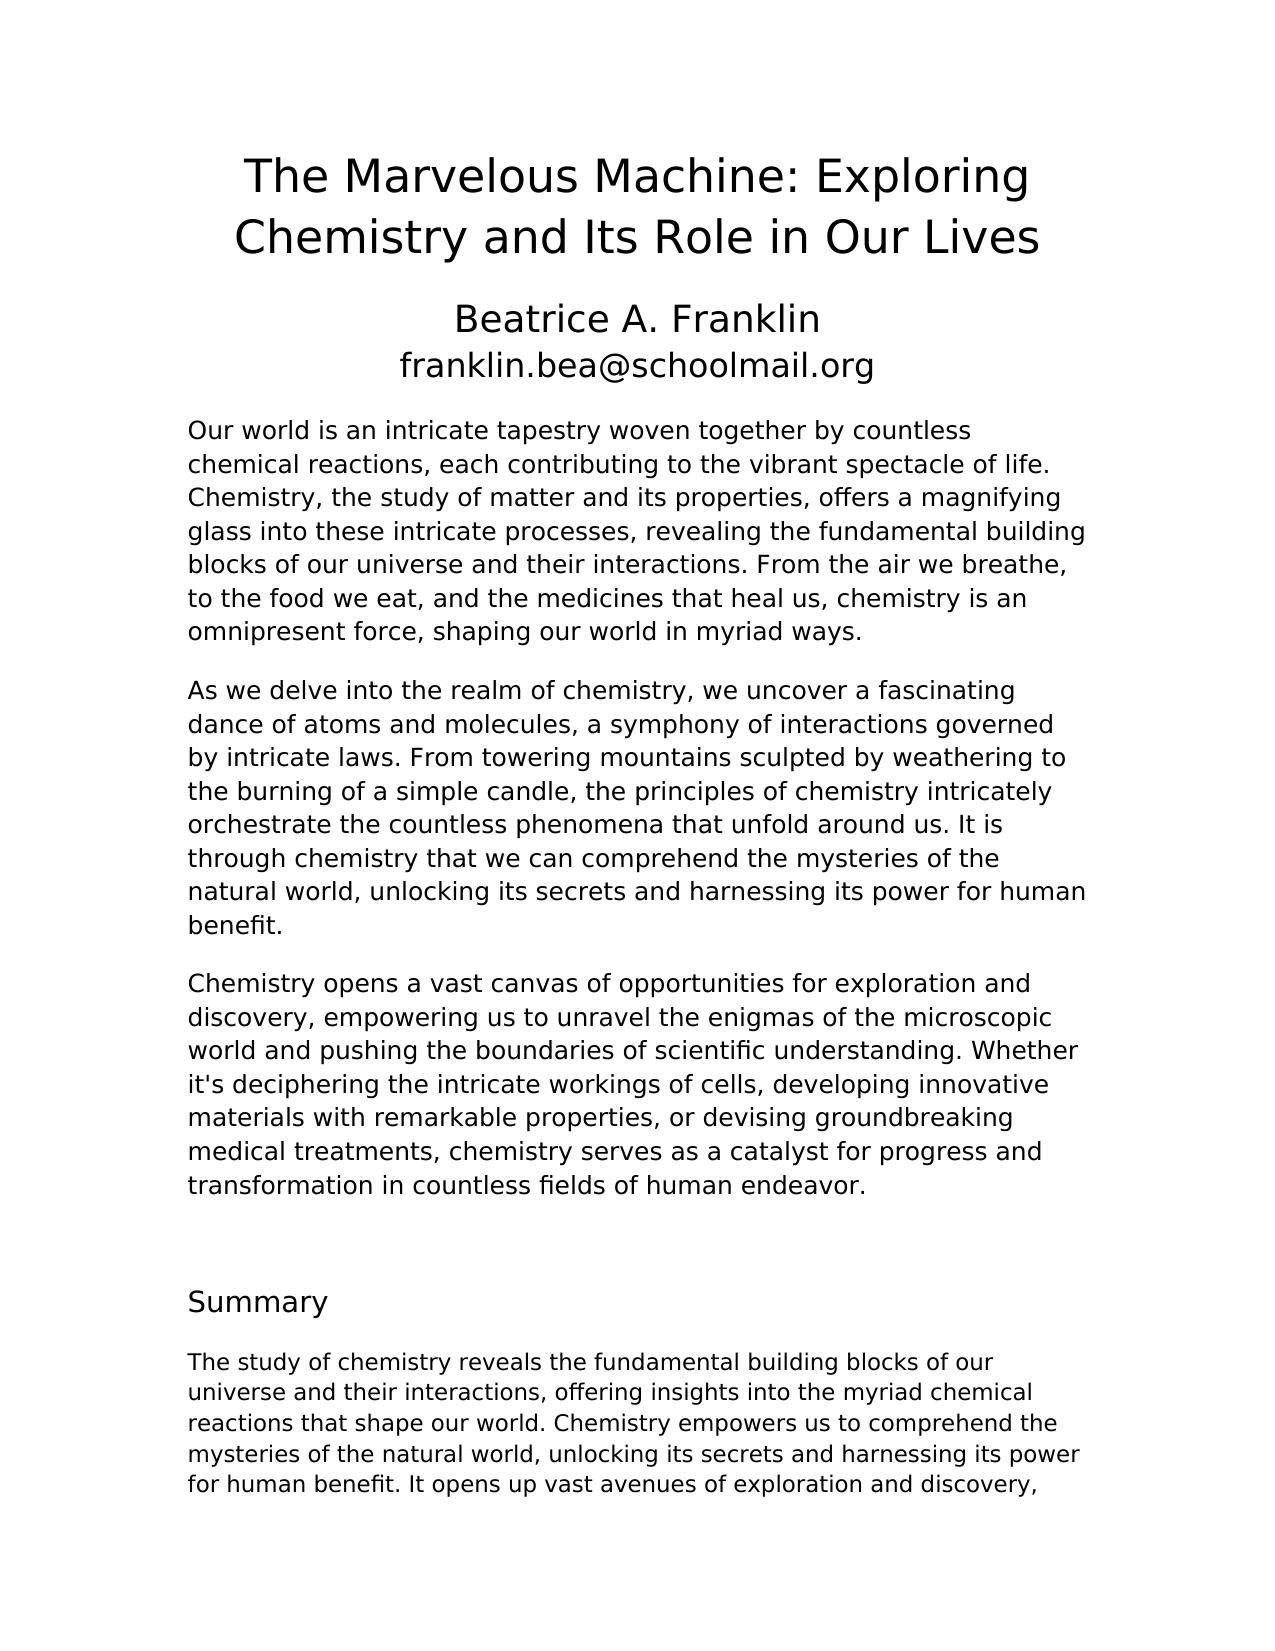 The Marvelous Machine: Exploring
Chemistry and Its Role in Our Lives
Beatrice A. Franklin
franklin.bea@schoolmail.org
Our world is an intricate tapestry woven together by countless
chemical reactions, each contributing to the vibrant spectacle of life.
Chemistry, the study of matter and its properties, offers a magnifying
glass into these intricate processes, revealing the fundamental building
blocks of our universe and their interactions. From the air we breathe,
to the food we eat, and the medicines that heal us, chemistry is an
omnipresent force, shaping our world in myriad ways.
As we delve into the realm of chemistry, we uncover a fascinating
dance of atoms and molecules, a symphony of interactions governed
by intricate laws. From towering mountains sculpted by weathering to
the burning of a simple candle, the principles of chemistry intricately
orchestrate the countless phenomena that unfold around us. It is
through chemistry that we can comprehend the mysteries of the
natural world, unlocking its secrets and harnessing its power for human
benefit.
Chemistry opens a vast canvas of opportunities for exploration and
discovery, empowering us to unravel the enigmas of the microscopic
world and pushing the boundaries of scientific understanding. Whether
it's deciphering the intricate workings of cells, developing innovative
materials with remarkable properties, or devising groundbreaking
medical treatments, chemistry serves as a catalyst for progress and
transformation in countless fields of human endeavor.
Summary
The study of chemistry reveals the fundamental building blocks of our
universe and their interactions, offering insights into the myriad chemical
reactions that shape our world. Chemistry empowers us to comprehend the
mysteries of the natural world, unlocking its secrets and harnessing its power
for human benefit. It opens up vast avenues of exploration and discovery,